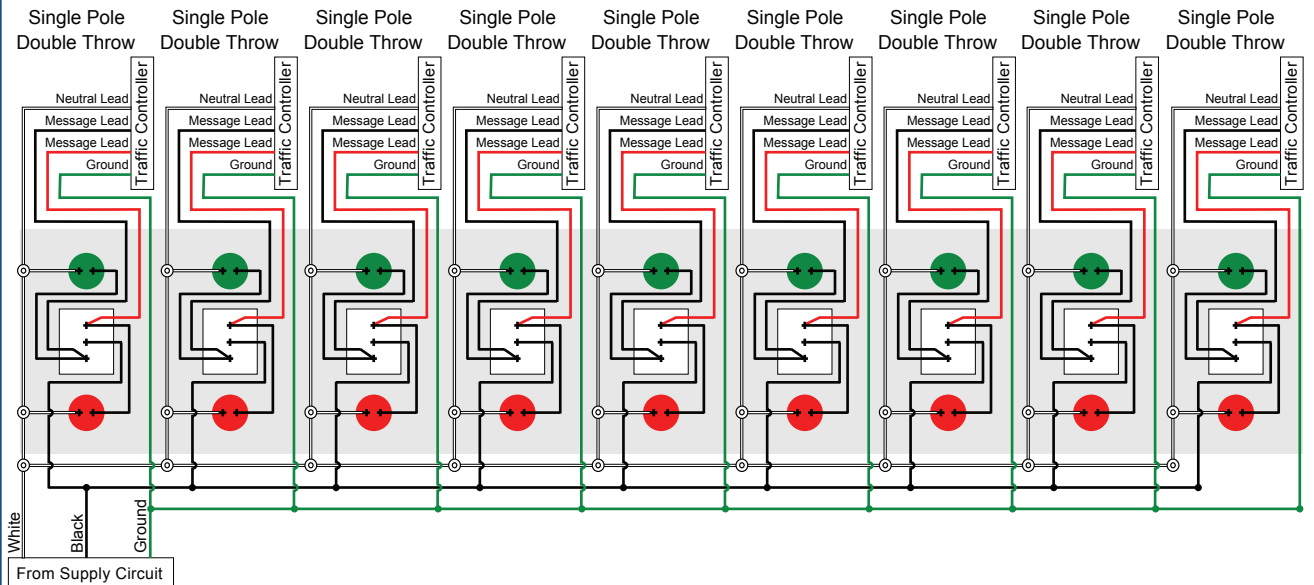 Single Pole
Double Throw
Single Pole
Double Throw
Single Pole
Double Throw
Single Pole
Double Throw
Single Pole
Double Throw
Single Pole
Double Throw
Single Pole
Double Throw
Single Pole
Double Throw
Single Pole
Double Throw
Neutral Lead
Message Lead
Message Lead
Ground
Traffic Controller
Neutral Lead
Message Lead
Message Lead
Ground
Traffic Controller
Neutral Lead
Message Lead
Message Lead
Ground
Traffic Controller
Neutral Lead
Message Lead
Message Lead
Ground
Traffic Controller
Neutral Lead
Message Lead
Message Lead
Ground
Traffic Controller
Neutral Lead
Message Lead
Message Lead
Ground
Traffic Controller
Neutral Lead
Message Lead
Message Lead
Ground
Traffic Controller
Neutral Lead
Message Lead
Message Lead
Ground
Traffic Controller
Neutral Lead
Message Lead
Message Lead
Ground
Traffic Controller
White
Black
Ground
From Supply Circuit